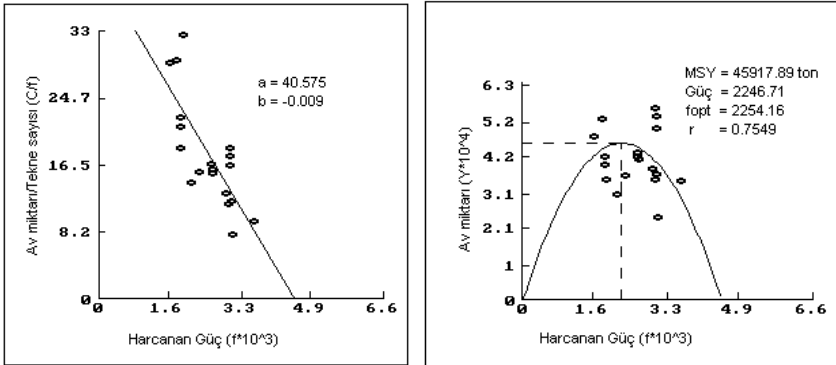 33
24.7
16.5
8.2
0
0
1.6
3.3
4.9
6.6
Av miktarı/Tekne sayısı (C/f)
Harcanan Güç (f*10^3)
a = 40.575
b = -0.009
6.3
5.2
4.2
3.1
2.1
1
0
0
1.6
3.3
4.9
6.6
Av miktarı (Y*10^4)
Harcanan Güç (f*10^3)
MSY = 45917.89 ton
Güç = 2246.71
fopt = 2254.16
r = 0.7549